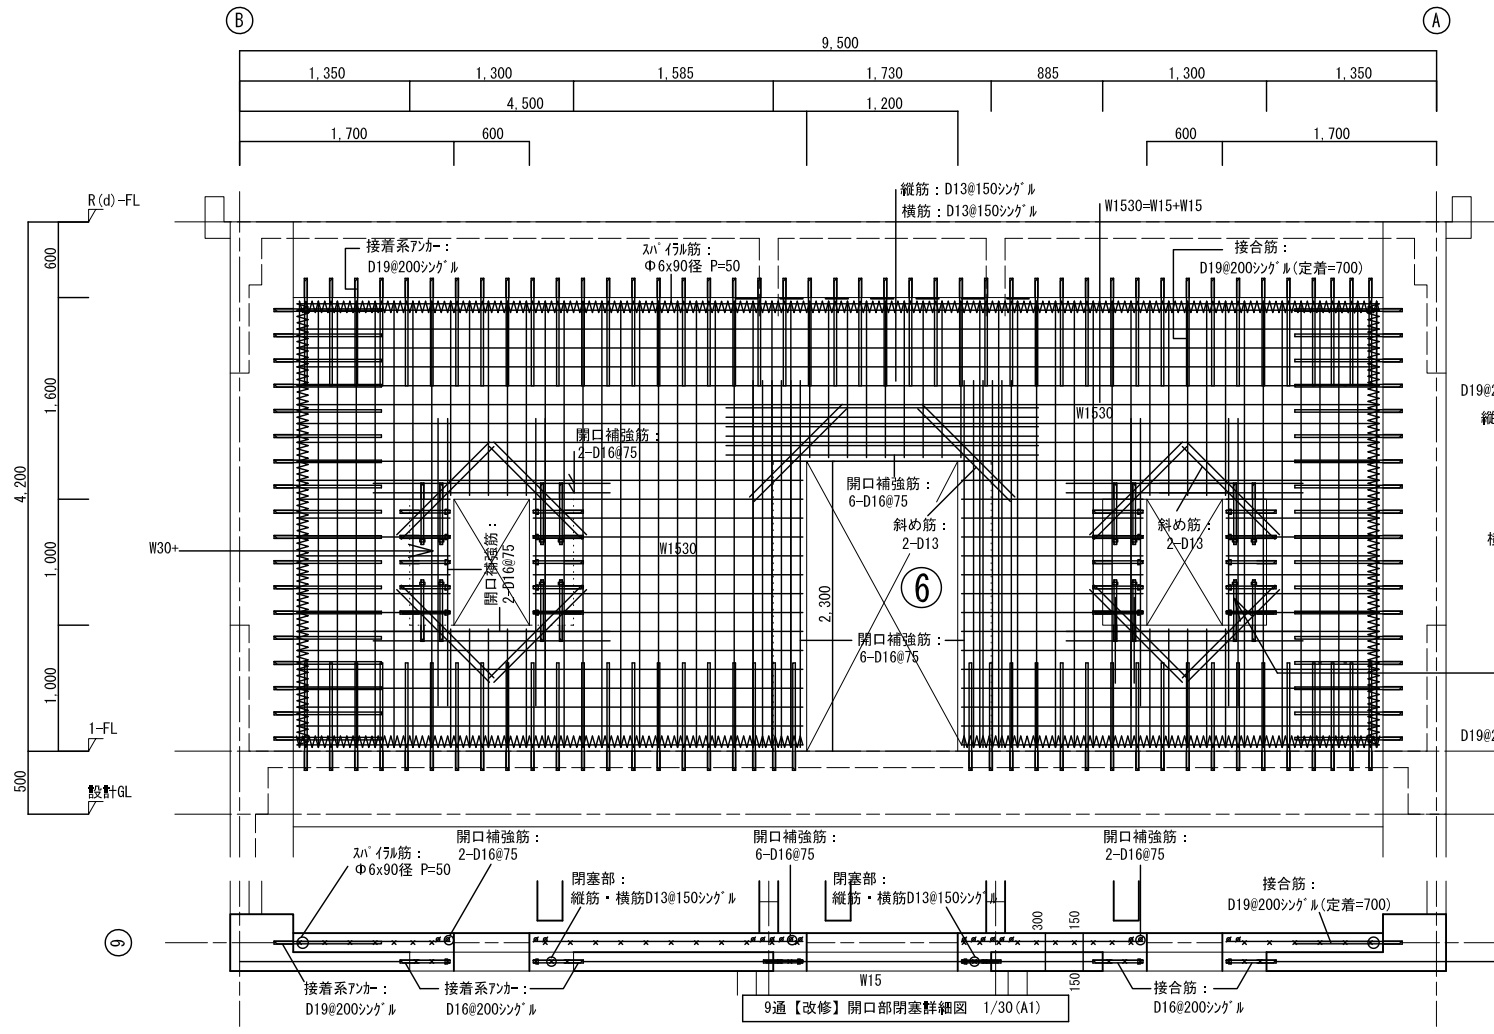 B
A
9,500
1,350
1,300
1,585
1,730
885
1,300
1,350
4,500
1,200
1,700
600
600
1,700
R(d)-FL
縦筋：D13@150シングル
横筋：D13@150シングル
W1530=W15+W15
接着系アンカー：
D19@200シングル
スパイラル筋：
Φ6x90径 P=50
接合筋：
D19@200シングル(定着=700)
600
1,600
4,200
1,000
1,000
500
D19@2
縦
W1530
開口補強筋：
2-D16@75
開口補強筋：
6-D16@75
斜め筋：
2-D13
斜め筋：
2-D13
W30+
開口補強筋：
2-D16@75
W1530
6
2,300
開口補強筋：
6-D16@75
1-FL
D19@2
設計GL
スパイラル筋：
Φ6x90径 P=50
開口補強筋：
2-D16@75
開口補強筋：
6-D16@75
開口補強筋：
2-D16@75
閉塞部：
縦筋・横筋D13@150シングル
閉塞部：
縦筋・横筋D13@150シングル
接合筋：
D19@200シングル(定着=700)
9
300
150
150
W15
接着系アンカー：
D19@200シングル
接着系アンカー：
D16@200シングル
接合筋：
D16@200シングル
9通【改修】開口部閉塞詳細図 1/30(A1)